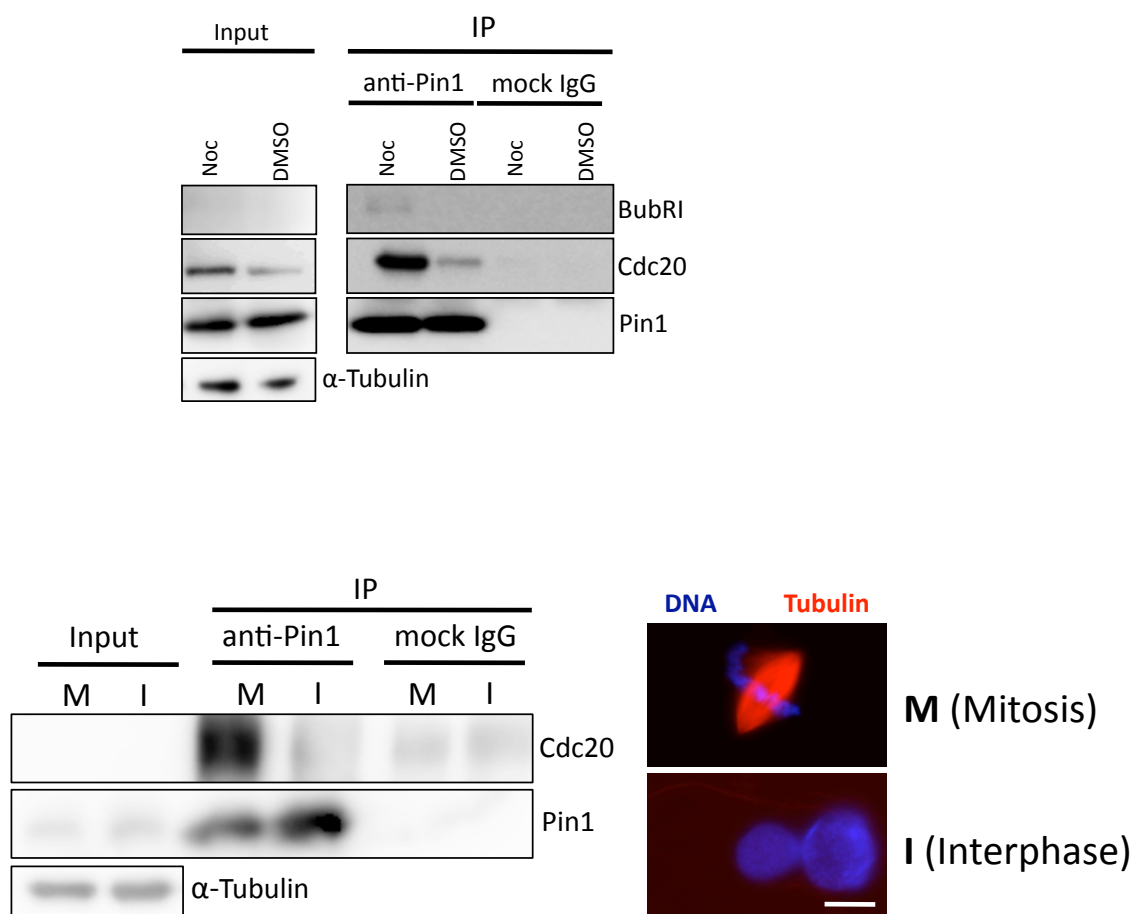 Input
IP
anti-Pin1 mock IgG
Noc DMSO Noc DMSO Noc DMSO
BubRI
Cdc20
Pin1
α-Tubulin
IP
Input anti-Pin1 mock IgG
M I M I M I
Cdc20
Pin1
α-Tubulin
DNA Tubulin
M (Mitosis)
I (Interphase)